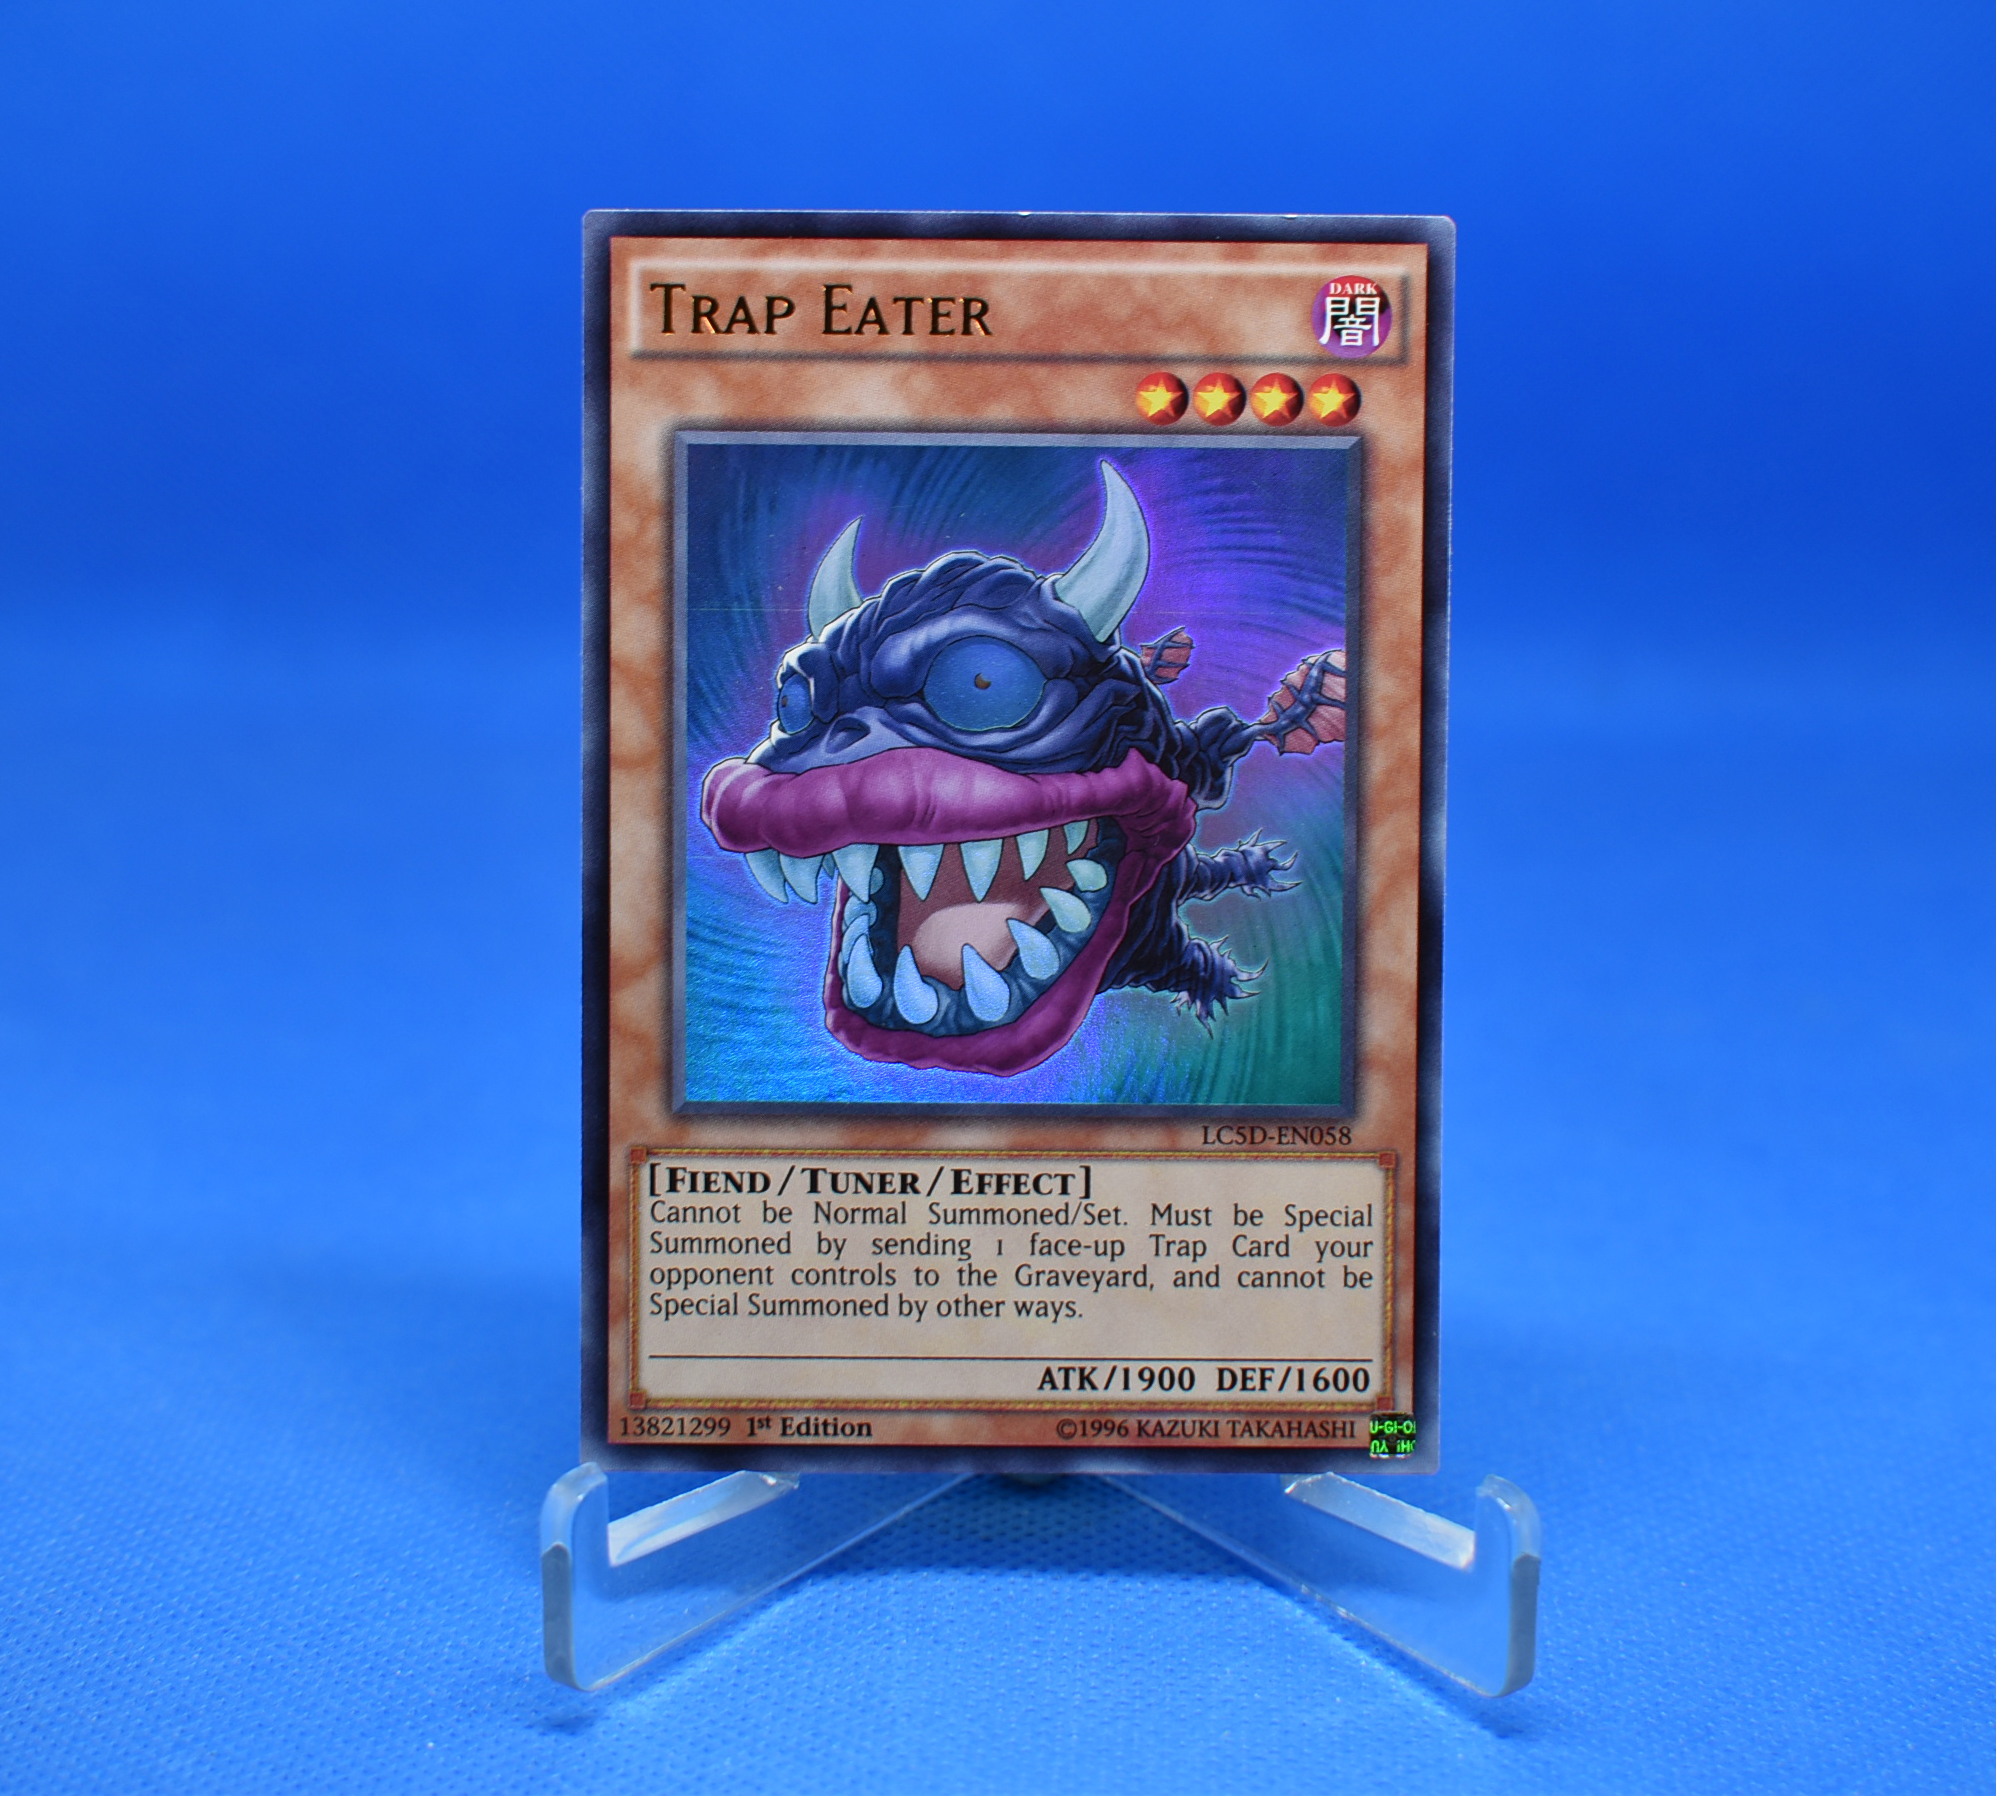 Trap Eater
DARK
闇
LC5D-EN058
[Fiend/Tuner/Effect]
Cannot be Normal Summoned/Set. Must be Special
Summoned by sending 1 face-up Trap Card your
opponent controls to the Graveyard, and cannot be
Special Summoned by other ways.
ATK/1900 DEF/1600
13821299 1st Edition
©1996 KAZUKI TAKAHASHI
U-GI-O